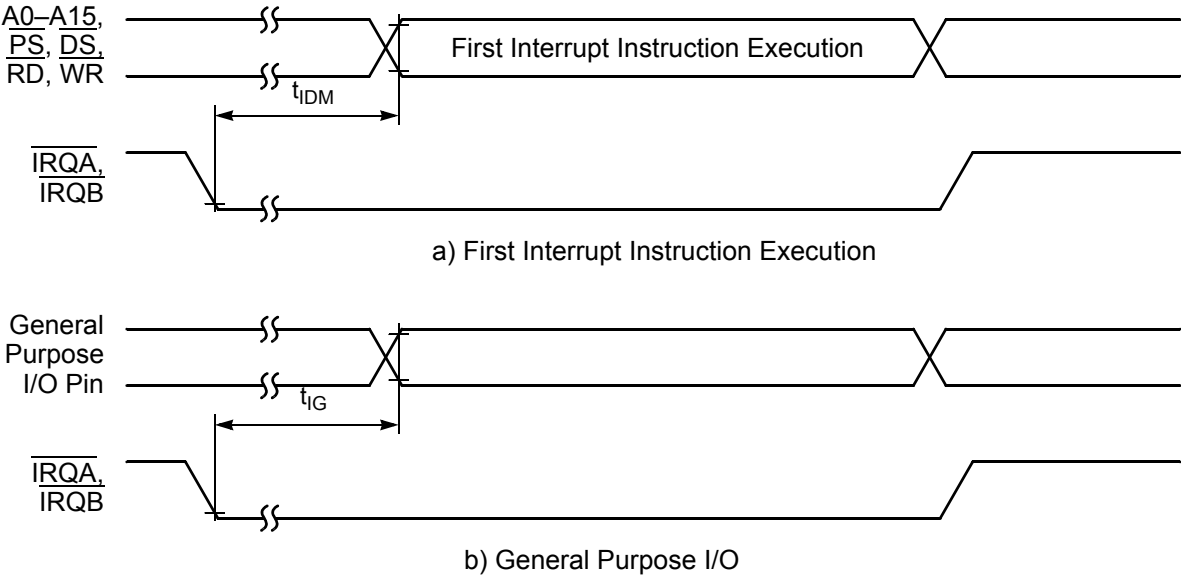 A0–A15,
PS, DS,
RD, WR
First Interrupt Instruction Execution
tIDM
IRQA,
IRQB
a) First Interrupt Instruction Execution
General
Purpose
I/O Pin
tIG
IRQA,
IRQB
b) General Purpose I/O